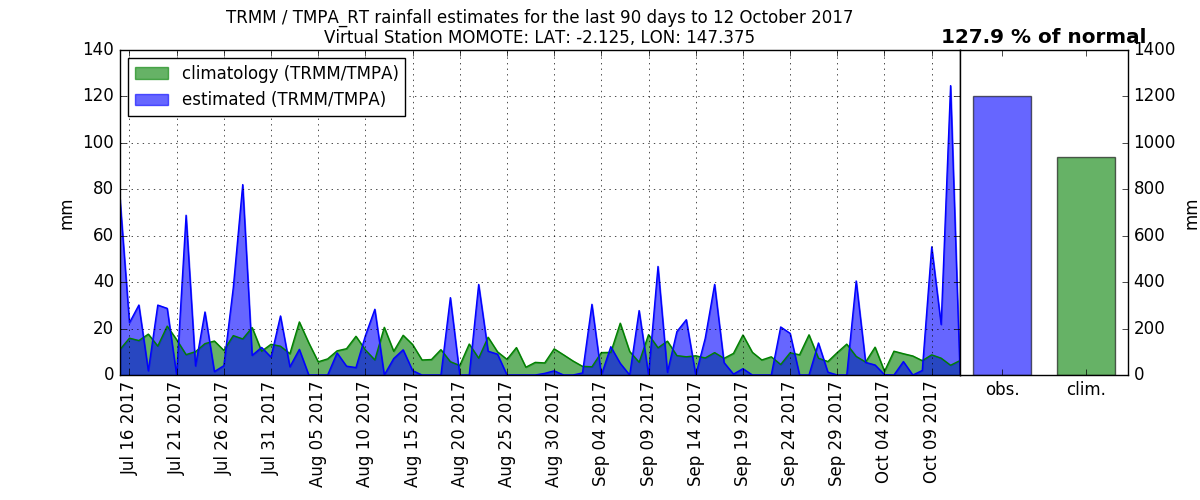 TRMM / TMPA_RT rainfall estimates for the last 90 days to 12 October 2017
Virtual Station MOMOTE: LAT: -2.125, LON: 147.375
127.9 % of normal
climatology (TRMM/TMPA)
estimated (TRMM/TMPA)
mm
140
120
100
80
60
40
20
0
Jul 16 2017
Jul 21 2017
Jul 26 2017
Jul 31 2017
Aug 05 2017
Aug 10 2017
Aug 15 2017
Aug 20 2017
Aug 25 2017
Aug 30 2017
Sep 04 2017
Sep 09 2017
Sep 14 2017
Sep 19 2017
Sep 24 2017
Sep 29 2017
Oct 04 2017
Oct 09 2017
obs.
clim.
1400
1200
1000
800
600
400
200
0
mm